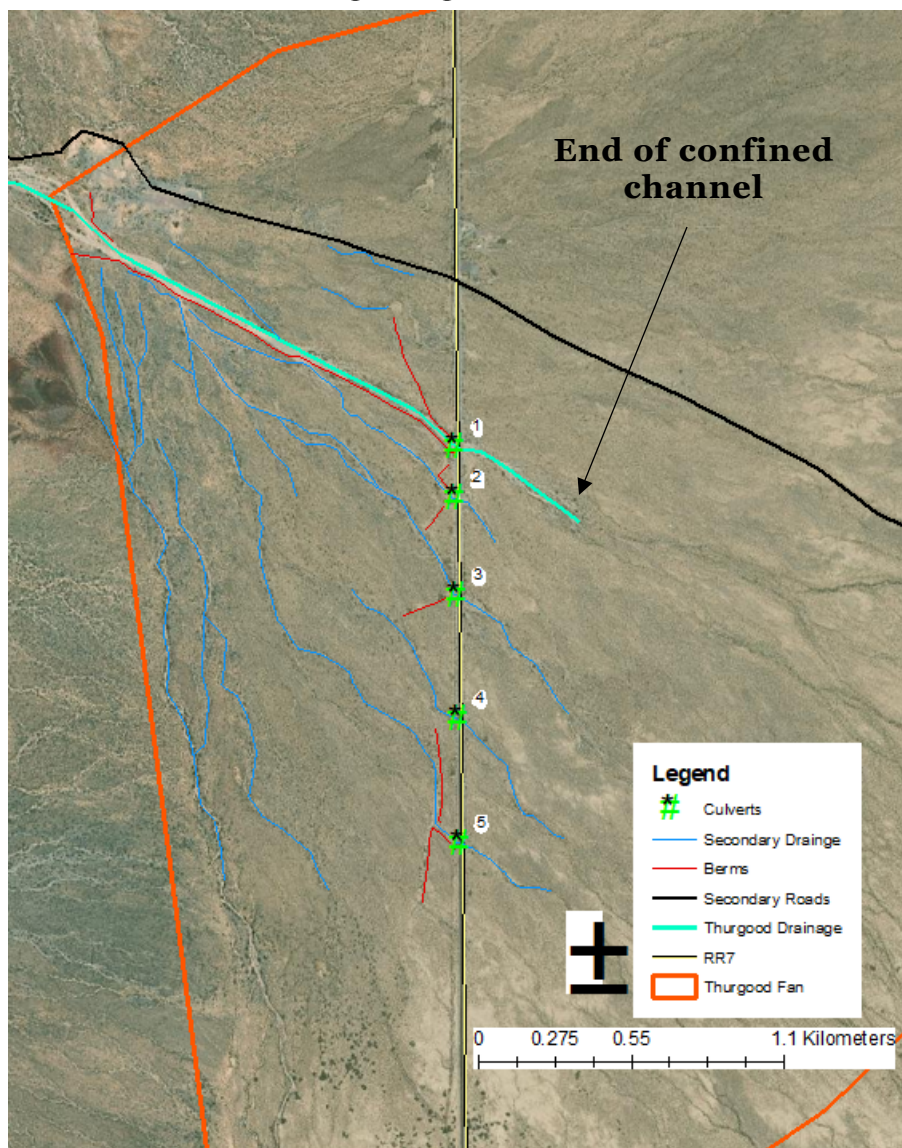 End of confined
channel
1
2
3
4
5
Legend
Culverts
Secondary Drainge
Berms
Secondary Roads
Thurgood Drainage
RR7
Thurgood Fan
0 0.275 0.55 1.1 Kilometers